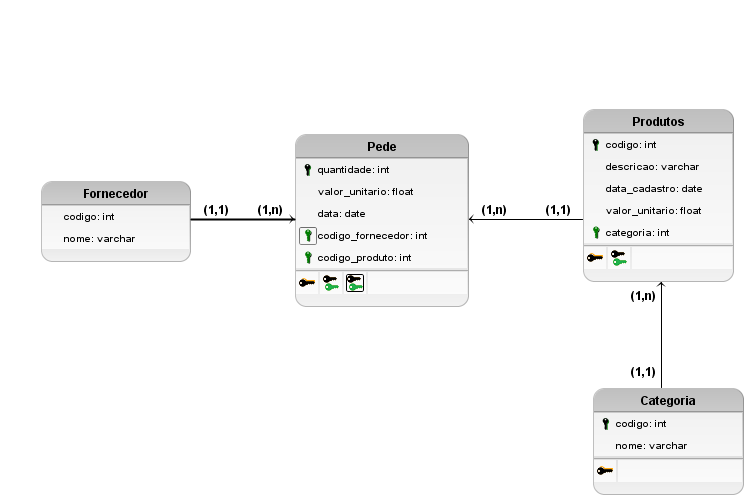 Fornecedor
codigo: int
nome: varchar
(1,1)
(1,n)
Pede
quantidade: int
valor_unitario: float
data: date
codigo_fornecedor: int
codigo_produto: int
(1,n)
(1,1)
Produtos
codigo: int
descricao: varchar
data_cadastro: date
valor_unitario: float
categoria: int
(1,n)
(1,1)
Categoria
codigo: int
nome: varchar